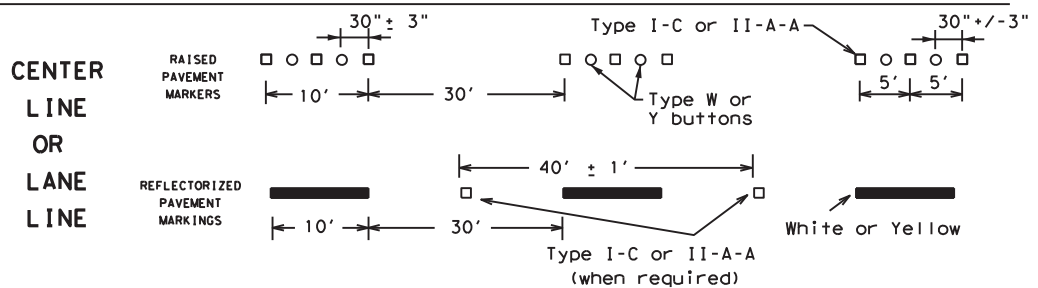 CENTER
LINE
OR
LANE
LINE
RAISED
PAVEMENT
MARKERS
30"± 3"
10'
30'
Type I-C or II-A-A
Type W or
Y buttons
30"+/-3"
5'
5'
REFLECTORIZED
PAVEMENT
MARKINGS
40' ± 1'
10'
30'
Type I-C or II-A-A
(when required)
White or Yellow